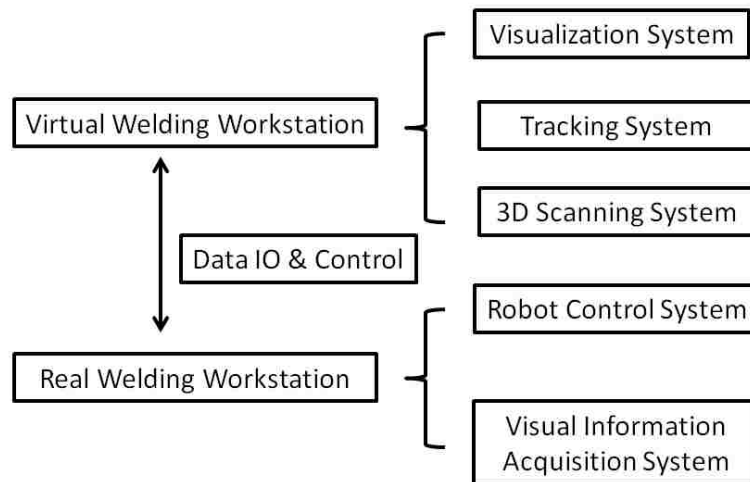 Visualization System
Virtual Welding Workstation
Tracking System
3D Scanning System
Data IO & Control
Robot Control System
Real Welding Workstation
Visual Information
Acquisition System